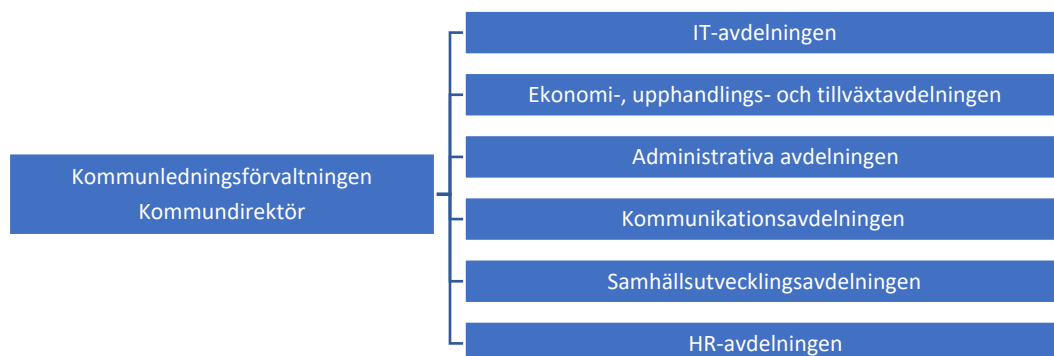 Kommunledningsförvaltningen
Kommundirektör
IT-avdelningen
Ekonomi-, upphandlings- och tillväxtavdelningen
Administrativa avdelningen
Kommunikationsavdelningen
Samhällsutvecklingsavdelningen
HR-avdelningen